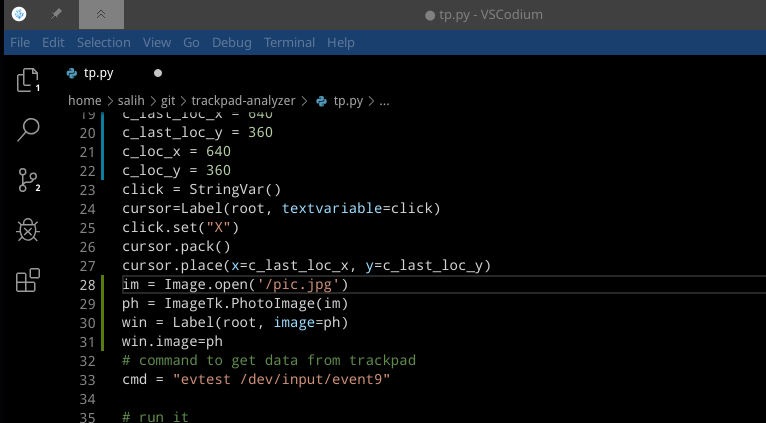 tp.py - VSCodium
File Edit Selection View Go Debug Terminal Help
1
tp.py
home > salih > git > trackpad-analyzer > tp.py > ...
19 c_last_loc_x = 640
20 c_last_loc_y = 360
21 c_loc_x = 640
22 c_loc_y = 360
2
23 click = StringVar()
24 cursor=Label(root, textvariable=click)
25 click.set("X")
26 cursor.pack()
27 cursor.place(x=c_last_loc_x, y=c_last_loc_y)
28 im = Image.open('/pic.jpg')
29 ph = ImageTk.PhotoImage(im)
30 win = Label(root, image=ph)
31 win.image=ph
32 # command to get data from trackpad
33 cmd = "evtest /dev/input/event9"
34
35 # run it